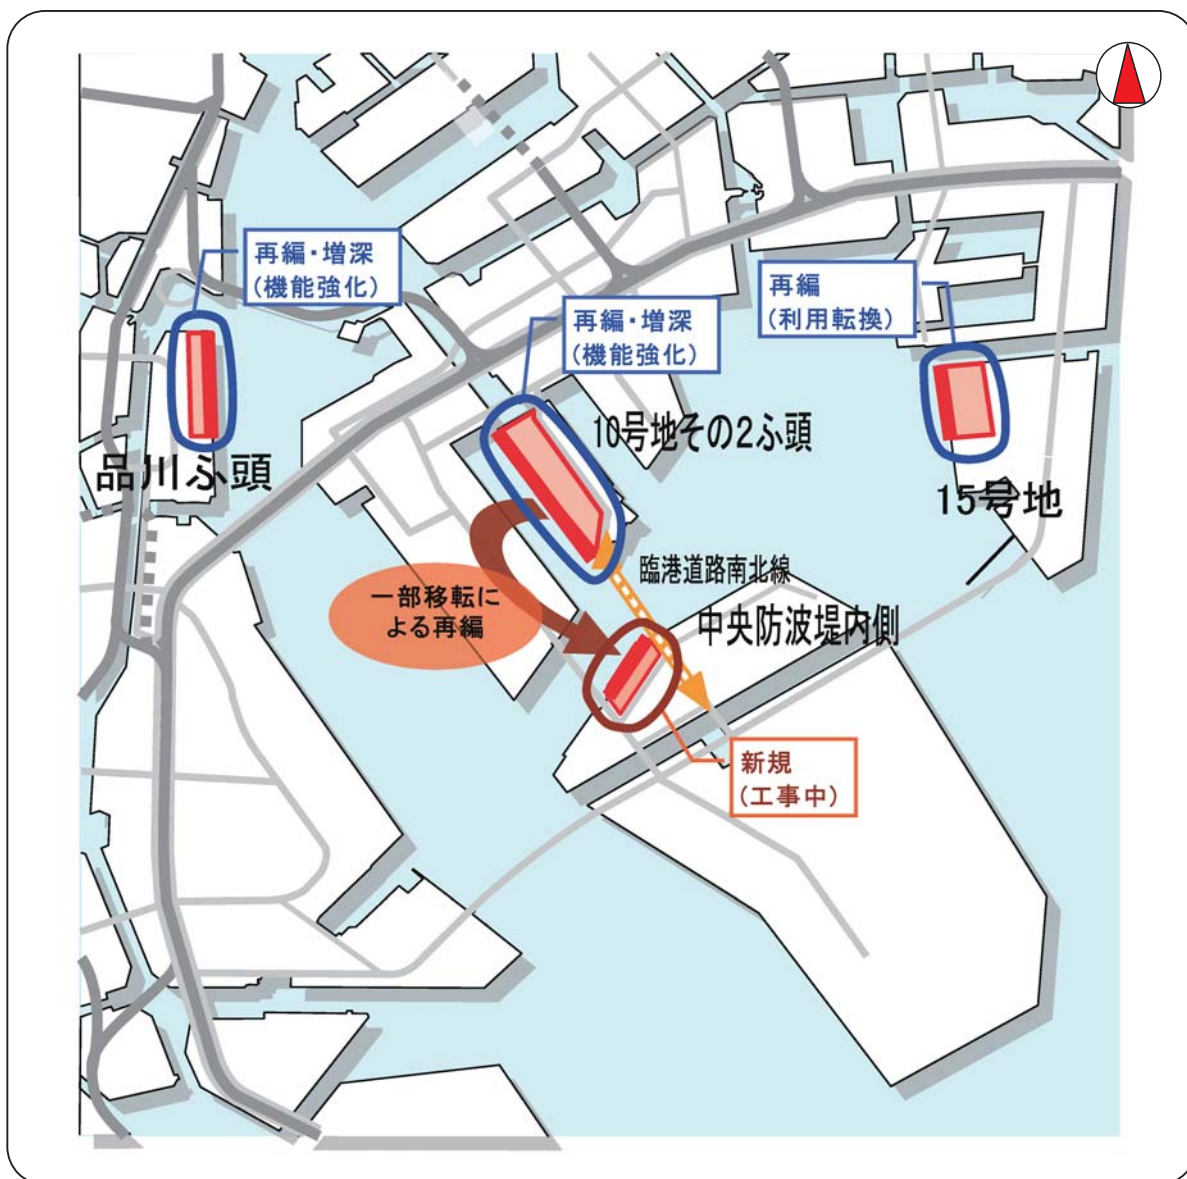 再編・増深
(機能強化)
再編・増深
(機能強化)
再編
(利用転換)
品川ふ頭
10号地その2ふ頭
15号地
臨港道路南北線
一部移転に
よる再編
中央防波堤内側
新規
(工事中)